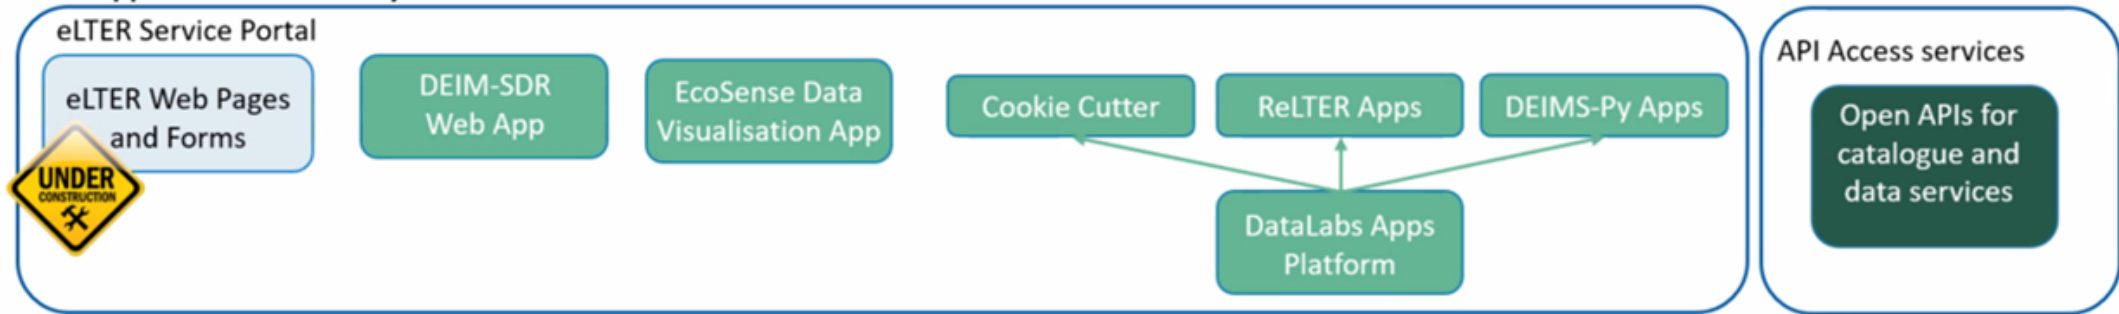 eLTER Service Portal
eLTER Web Pages
and Forms
UNDER
CONSTRUCTION
DEIM-SDR
Web App
EcoSense Data
Visualisation App
Cookie Cutter
ReLTER Apps
DEIMS-Py Apps
DataLabs Apps
Platform
API Access services
Open APIs for
catalogue and
data services